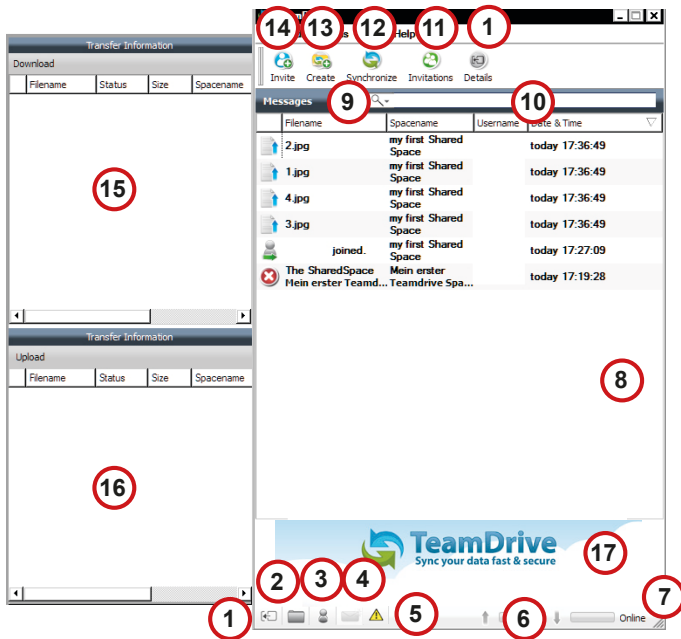 Transfer Information
Download
Filename Status Size Spacename
15
Transfer Information
Upload
Filename Status Size Spacename
16
14 13 12 11 1
Help
Invite Create Synchronize Invitations Details
Messages 9 10
Filename Spacename Username Date & Time
2.jpg my first Shared Space today 17:36:49
1.jpg my first Shared Space today 17:36:49
4.jpg my first Shared Space today 17:36:49
3.jpg my first Shared Space today 17:36:49
joined. my first Shared Space today 17:27:09
The SharedSpace Mein erster
Mein erster Teamd... Teamdrive Spa... today 17:19:28
8
TeamDrive
Sync your data fast & secure
17
2 3 4
1 5 6 7
Online